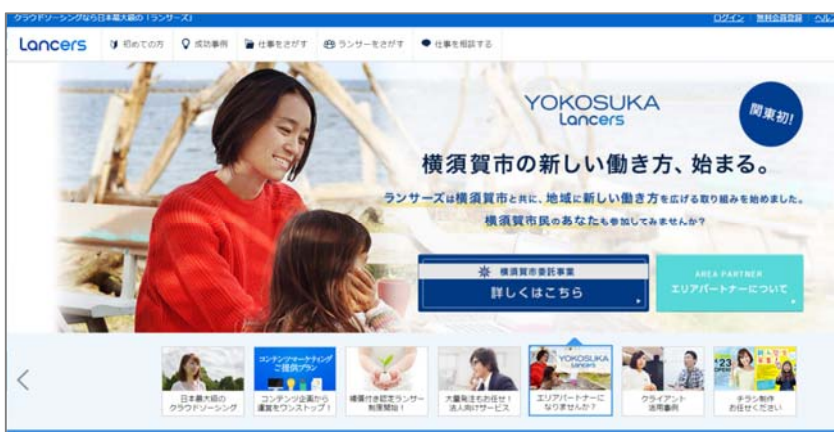 クラウドソーシングなら日本最大級の「ランサーズ」
ログイン 無料会員登録
Lancers 初めての方 成功事例 仕事をさがす ランサーをさがす 仕事を相談する
YOKOSUKA
Lancers
関東初!
横須賀市の新しい働き方、始まる。
ランサーズは横須賀市と共に、地域に新しい働き方を広げる取り組みを始めました。
横須賀市民のあなたも参加してみませんか?
横須賀市委託事業
詳しくはこちら
AREA PARTNER
エリアパートナーについて
コンテンツマーケティング
ご提供プラン
YOKOSUKA
Lancers
日本最大級の
クラウドソーシング
コンテンツ企画から
運営をワンストップ!
補償付き認定ランサー
制度開始!
大量発注もお任せ!
法人向けサービス
エリアパートナーに
なりませんか?
クライアント
活用事例
チラシ制作
お任せください